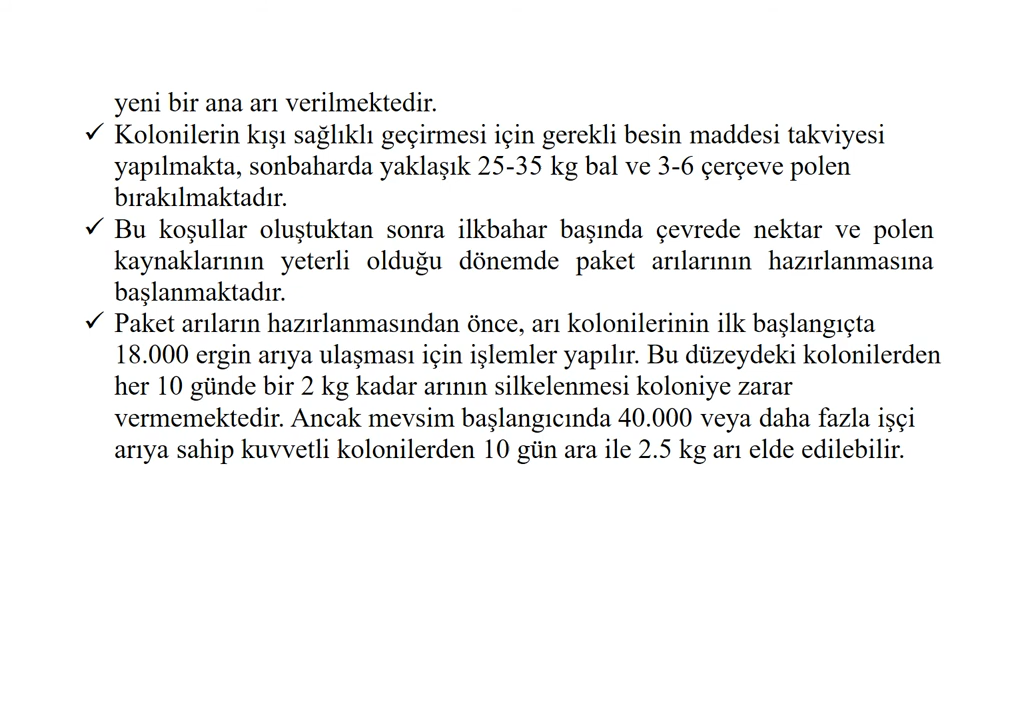 yeni bir ana arı verilmektedir.
✓ Kolonilerin kışı sağlıklı geçirmesi için gerekli besin maddesi takviyesi
yapılmakta, sonbaharda yaklaşık 25-35 kg bal ve 3-6 çerçeve polen
bırakılmaktadır.
✓ Bu koşullar oluştuktan sonra ilkbahar başında çevrede nektar ve polen
kaynaklarının yeterli olduğu dönemde paket arılarının hazırlanmasına
başlanmaktadır.
✓ Paket arıların hazırlanmasından önce, arı kolonilerinin ilk başlangıçta
18.000 ergin arıya ulaşması için işlemler yapılır. Bu düzeydeki kolonilerden
her 10 günde bir 2 kg kadar arının silkelenmesi koloniye zarar
vermemektedir. Ancak mevsim başlangıcında 40.000 veya daha fazla işçi
arıya sahip kuvvetli kolonilerden 10 gün ara ile 2.5 kg arı elde edilebilir.